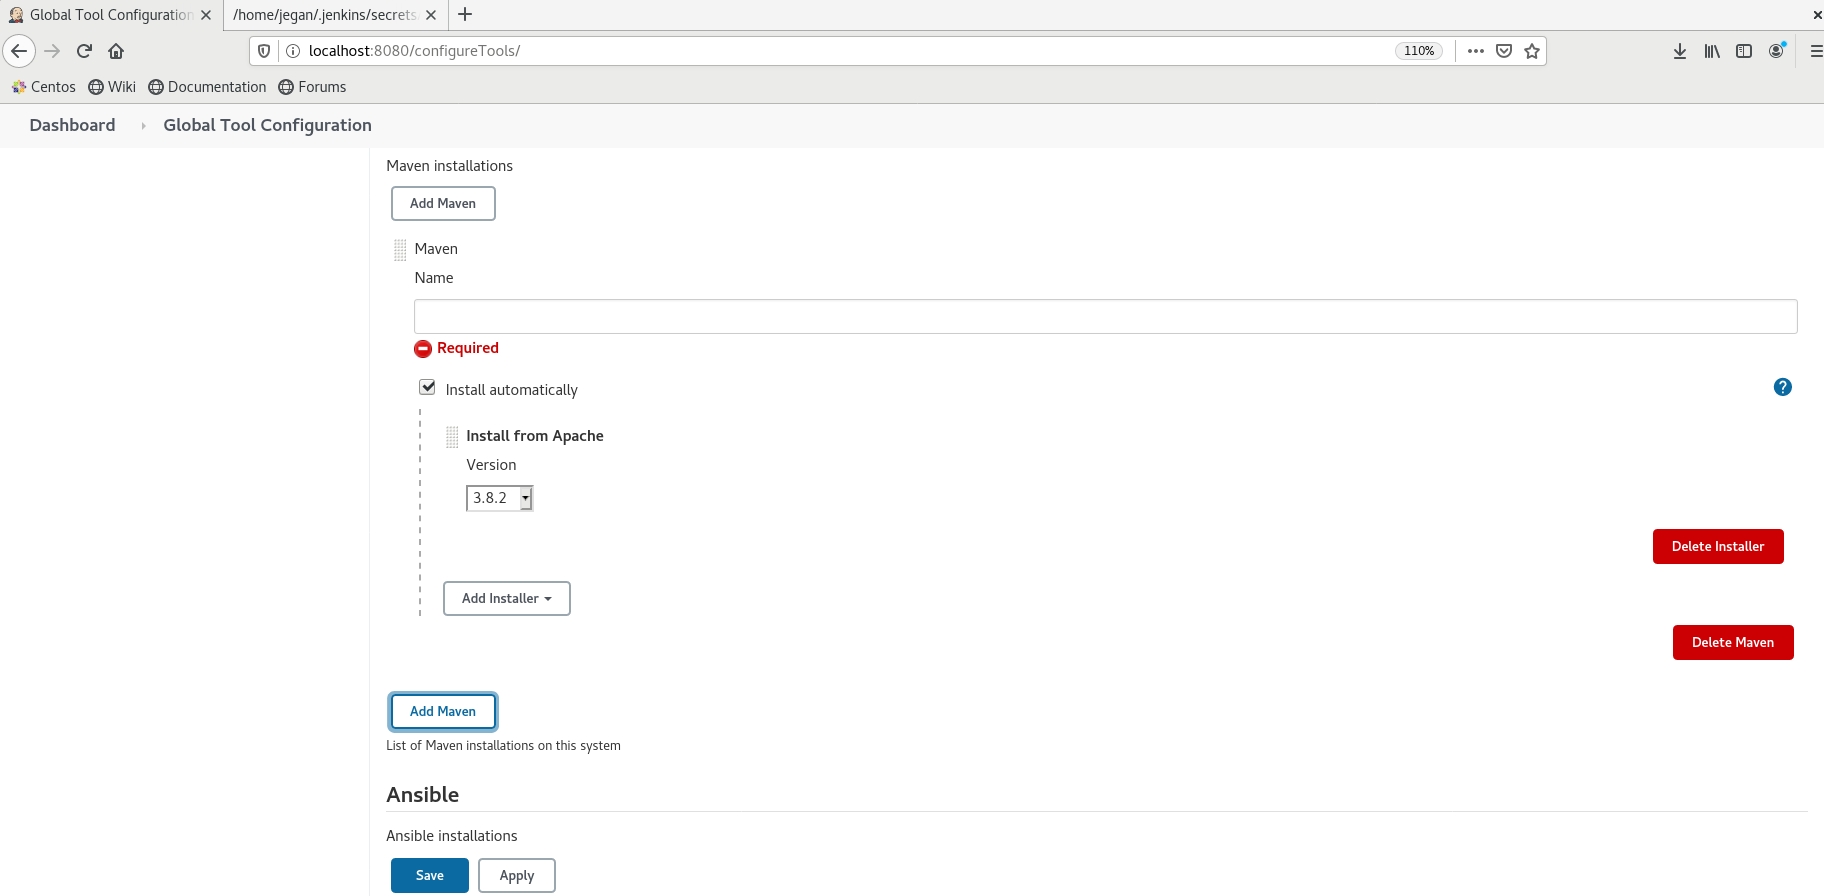 Global Tool Configuration
/home/jegan/.jenkins/secrets
localhost:8080/configureTools/
110%
Centos Wiki Documentation Forums
Dashboard Global Tool Configuration
Maven installations
Add Maven
Maven
Name
Required
Install automatically
?
Install from Apache
Version
3.8.2
Delete Installer
Add Installer
Delete Maven
Add Maven
List of Maven installations on this system
Ansible
Ansible installations
Save Apply